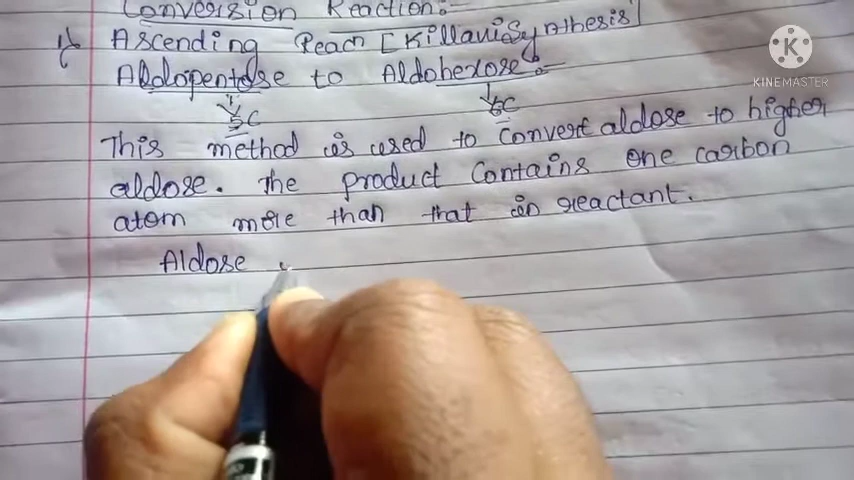 Conversion Reaction:-
1) Ascending Reacn [Killani Synthesis]
Aldopentose to Aldohexose :-
5C 6C
This method is used to convert aldose to higher
aldose. The product contains one carbon
atom more than that in reactant.
Aldose
K
KINEMASTER